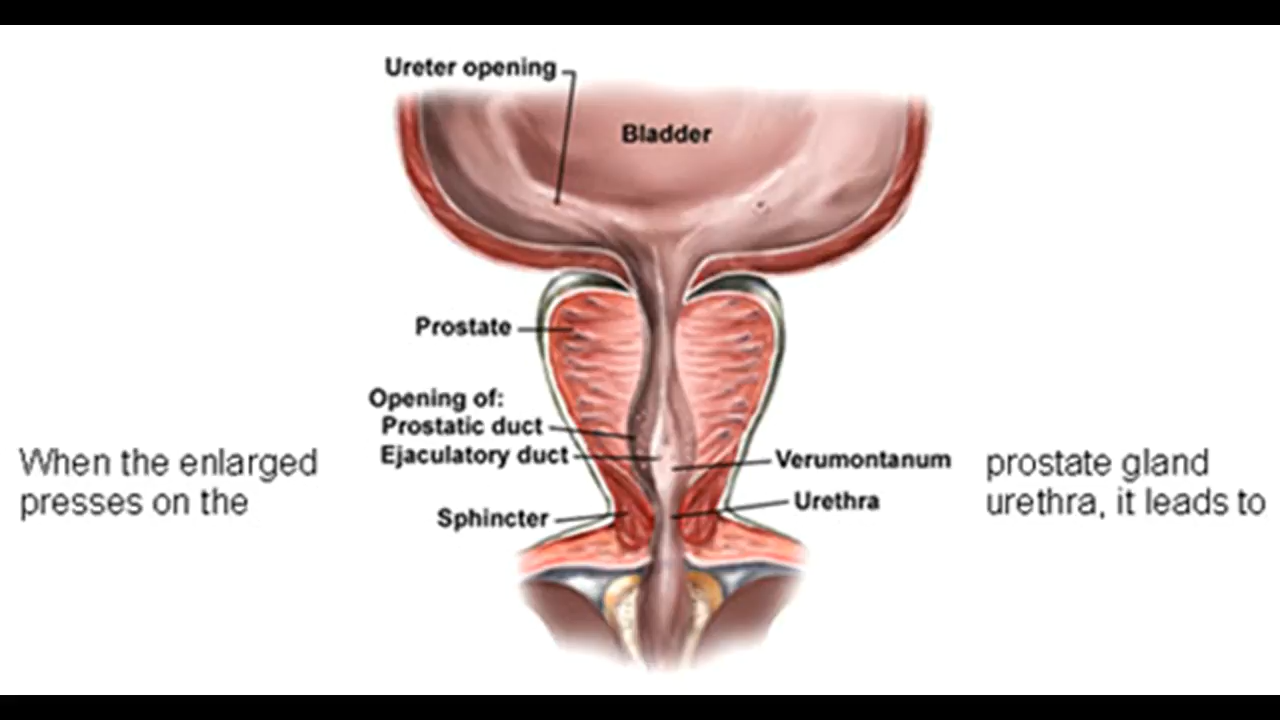 Ureter opening
Bladder
Prostate
Opening of:
Prostatic duct
Ejaculatory duct
Verumontanum
Urethra
Sphincter
When the enlarged prostate gland
presses on the urethra, it leads to